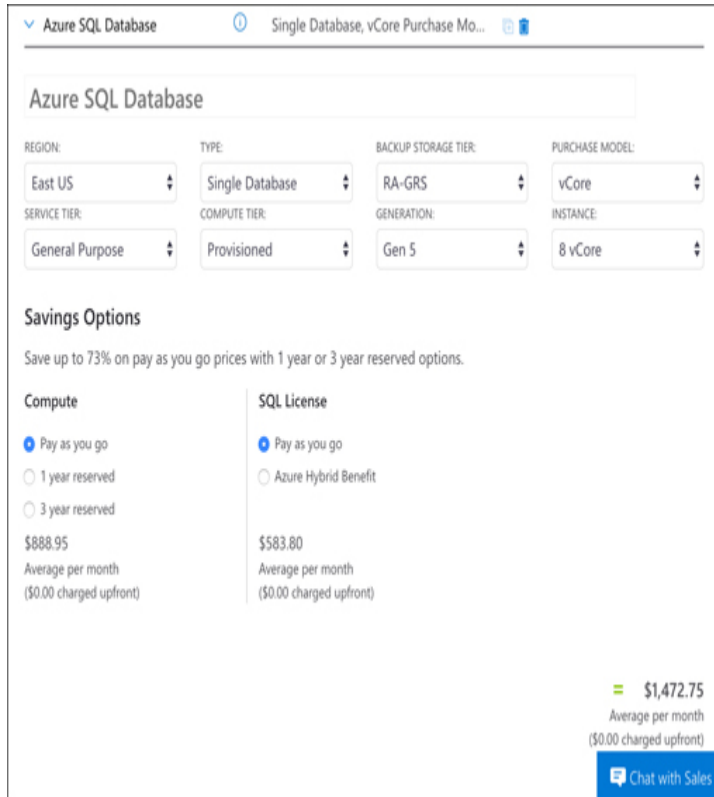 Azure SQL Database Single Database, vCore Purchase Mo...
Azure SQL Database
REGION: TYPE: BACKUP STORAGE TIER: PURCHASE MODEL:
East US Single Database RA-GRS vCore
SERVICE TIER: COMPUTE TIER: GENERATION: INSTANCE:
General Purpose Provisioned Gen 5 8 vCore
Savings Options
Save up to 73% on pay as you go prices with 1 year or 3 year reserved options.
Compute
Pay as you go
1 year reserved
3 year reserved
$888.95
Average per month
($0.00 charged upfront)
SQL License
Pay as you go
Azure Hybrid Benefit
$583.80
Average per month
($0.00 charged upfront)
= $1,472.75
Average per month
($0.00 charged upfront)
Chat with Sales